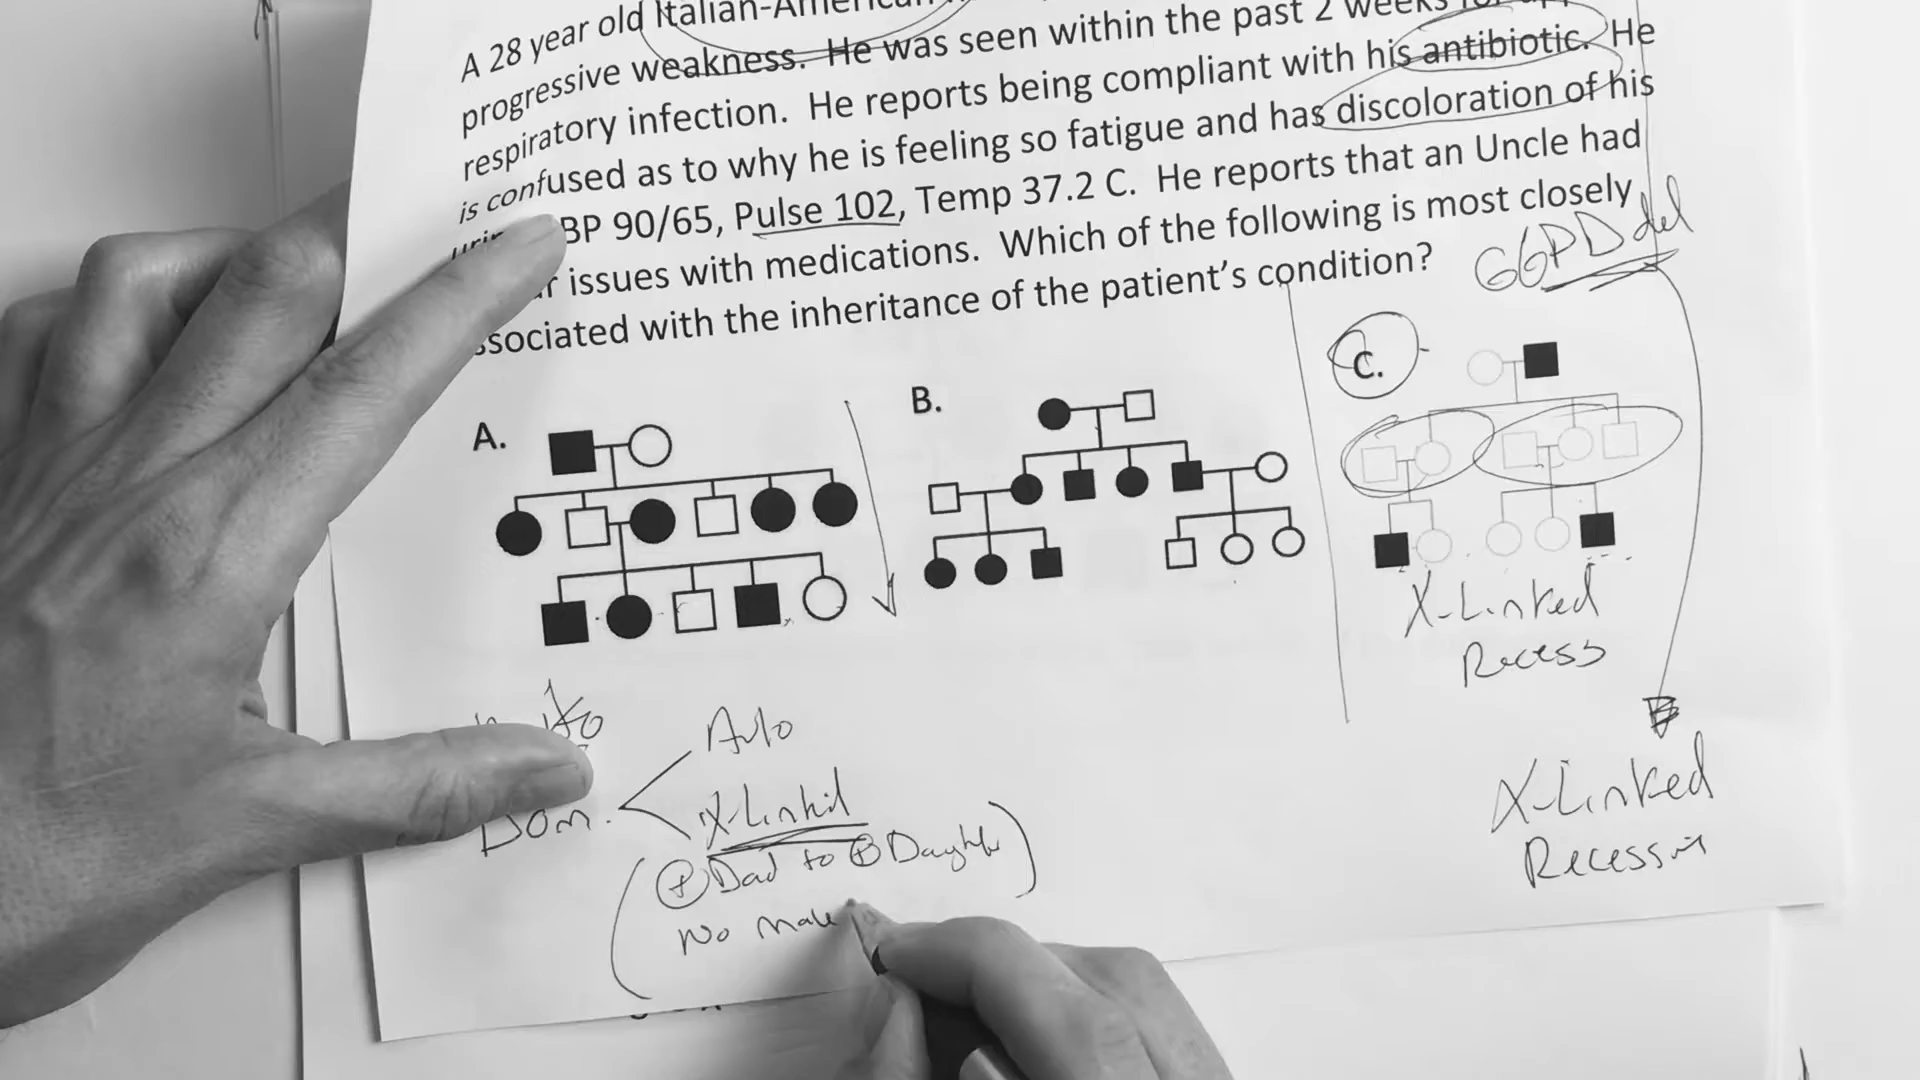 A 28 year old Italian-American
progressive weakness. He was seen within the past 2 weeks for
respiratory infection. He reports being compliant with his antibiotic. He
is confused as to why he is feeling so fatigue and has discoloration of his
BP 90/65, Pulse 102, Temp 37.2 C. He reports that an Uncle had
issues with medications. Which of the following is most closely
ssociated with the inheritance of the patient's condition?
G6PD def
A.
B.
C.
X-Linked
Recess
Auto
X-Linked
Dom.
⊕ Dad to ⊕ Daughter
No male
X-Linked
Recessive